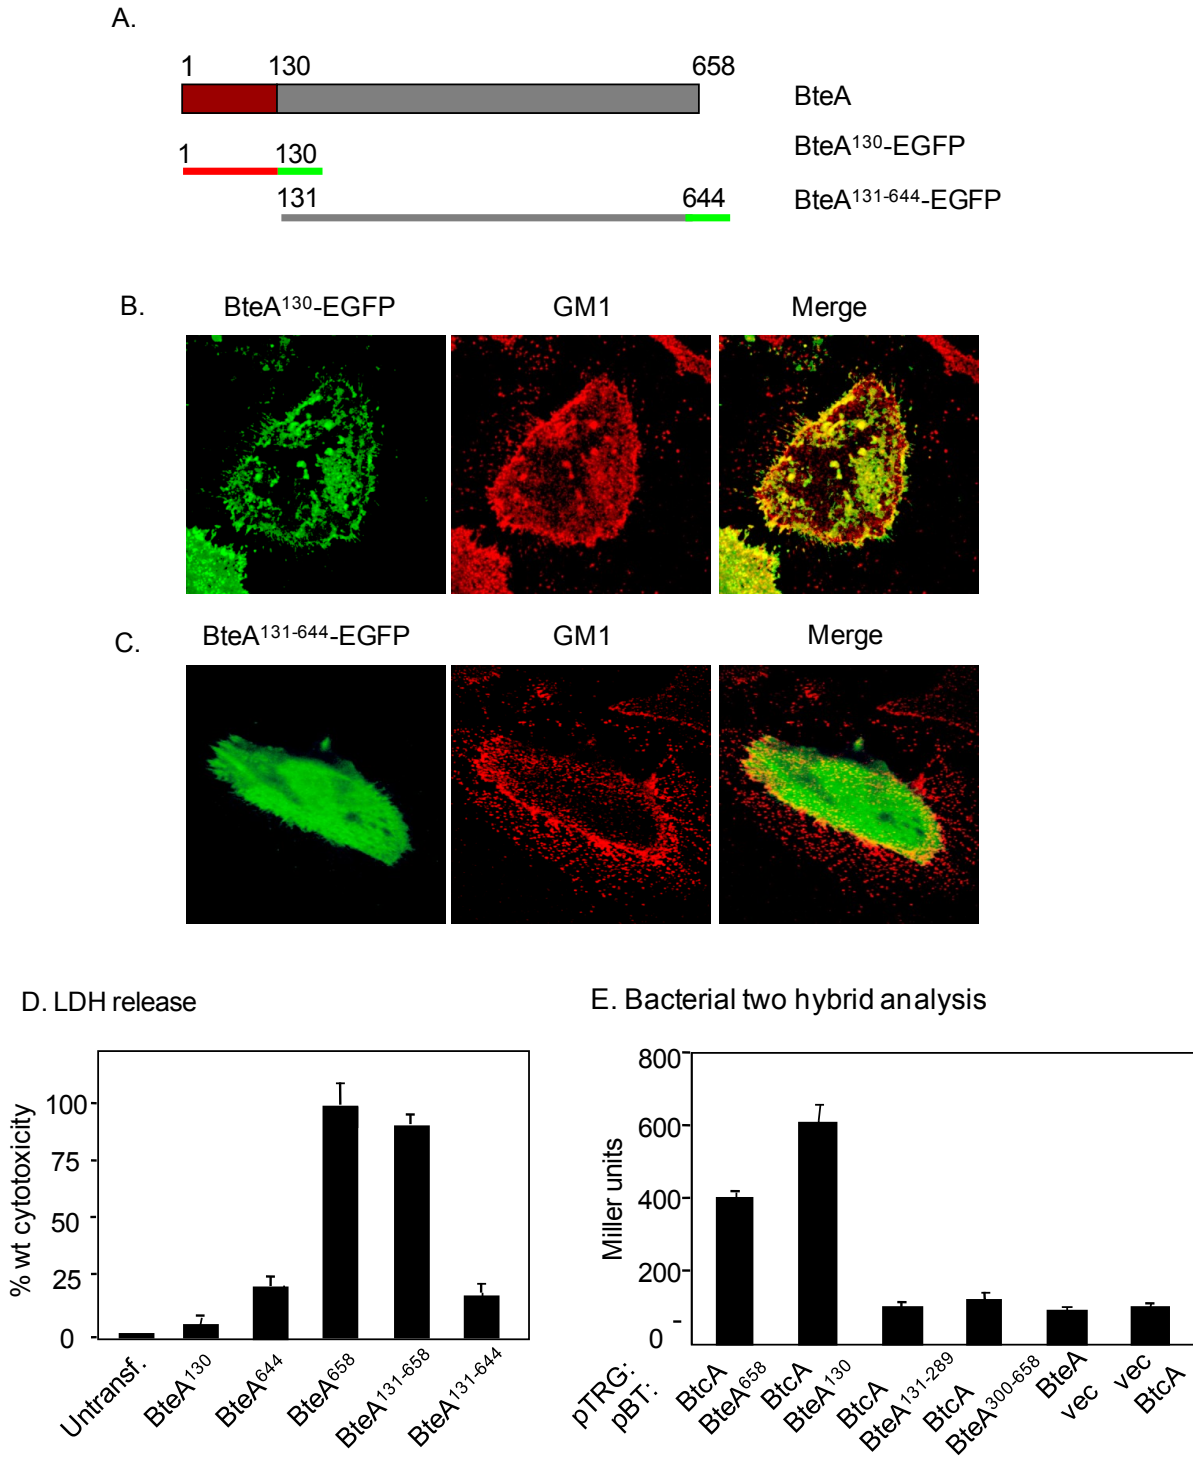 A.
1 130 658
BteA
BteA¹³⁰-EGFP
1 130
131 644
BteA¹³¹⁻⁶⁴⁴-EGFP
B.
BteA¹³⁰-EGFP GM1 Merge
C.
BteA¹³¹⁻⁶⁴⁴-EGFP GM1 Merge
D. LDH release
% wt cytotoxicity
100
75
50
25
0
Untransf.
BteA¹³⁰
BteA⁶⁴⁴
BteA⁶⁵⁸
BteA¹³¹⁻⁶⁵⁸
BteA¹³¹⁻⁶⁴⁴
E. Bacterial two hybrid analysis
Miller units
800
600
400
200
0
pTRG:
pBT:
BtcA
BteA⁶⁵⁸
BtcA
BteA¹³⁰
BtcA
BteA¹³¹⁻²⁸⁹
BtcA
BteA³⁰⁰⁻⁶⁵⁸
BteA
vec
vec
BtcA